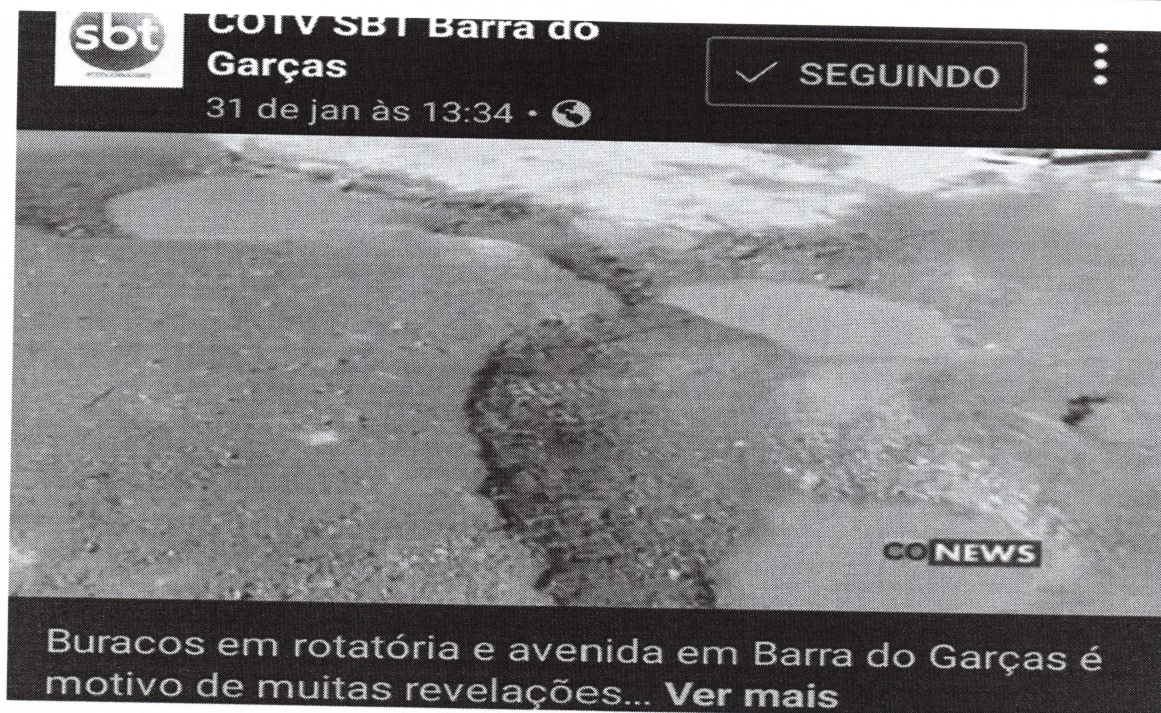 sbt
COTV SBT Barra do
Garças
SEGUINDO
31 de jan às 13:34 •
CO NEWS
Buracos em rotatória e avenida em Barra do Garças é
motivo de muitas revelações... Ver mais